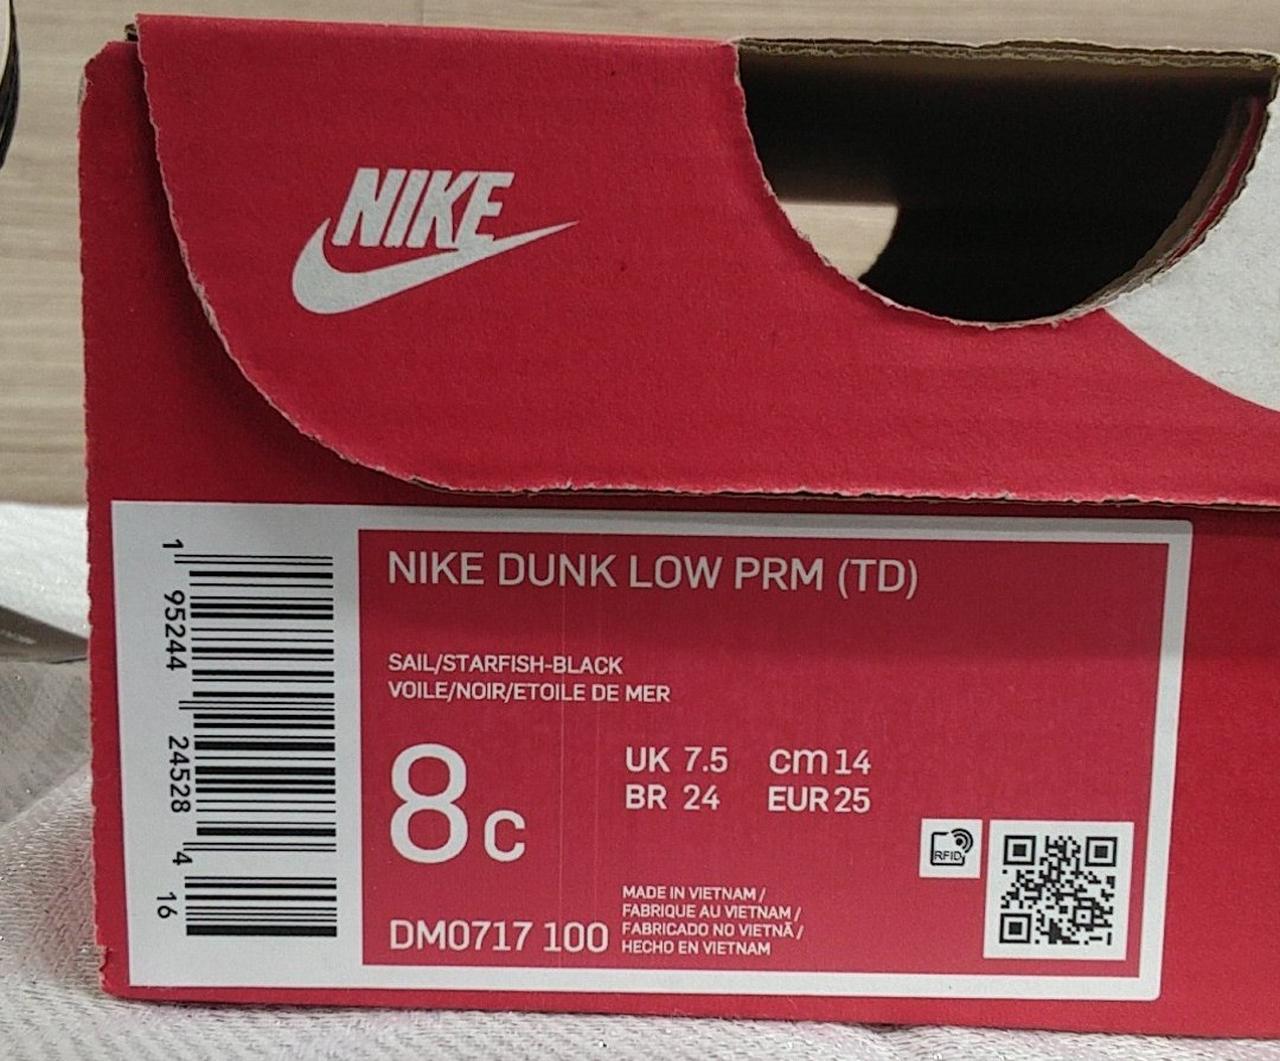 NIKE
NIKE DUNK LOW PRM (TD)
SAIL/STARFISH-BLACK
VOILE/NOIR/ETOILE DE MER
8 C
UK 7.5 cm 14
BR 24 EUR 25
DM0717 100
MADE IN VIETNAM /
FABRIQUE AU VIETNAM /
FABRICADO NO VIETNÃ /
HECHO EN VIETNAM
RFID
1 95244 24528 4 16